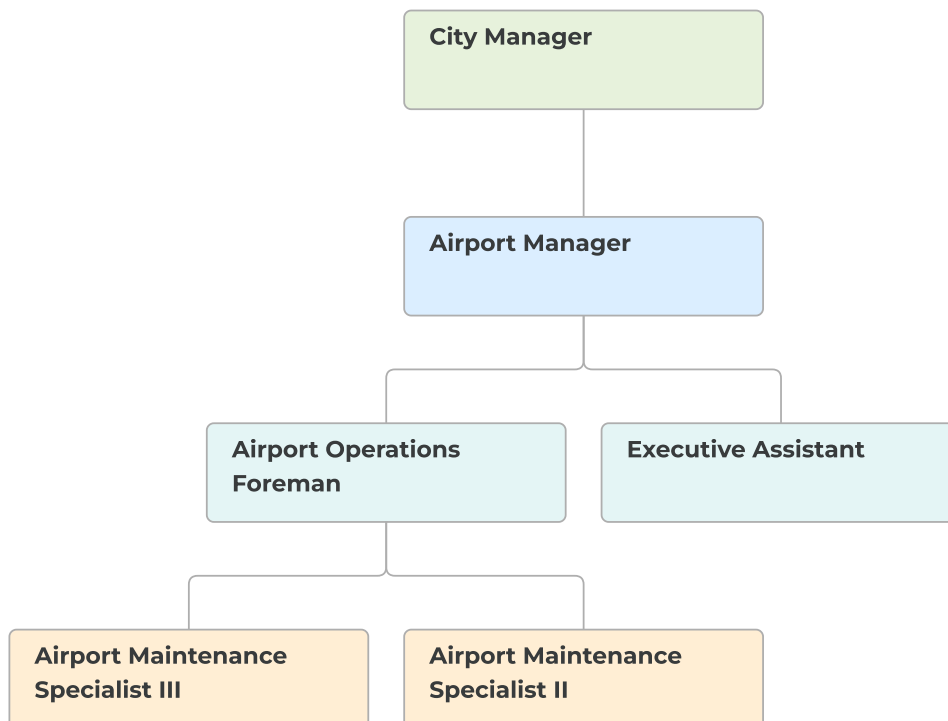 City Manager
Airport Manager
Airport Operations
Foreman
Executive Assistant
Airport Maintenance
Specialist III
Airport Maintenance
Specialist II